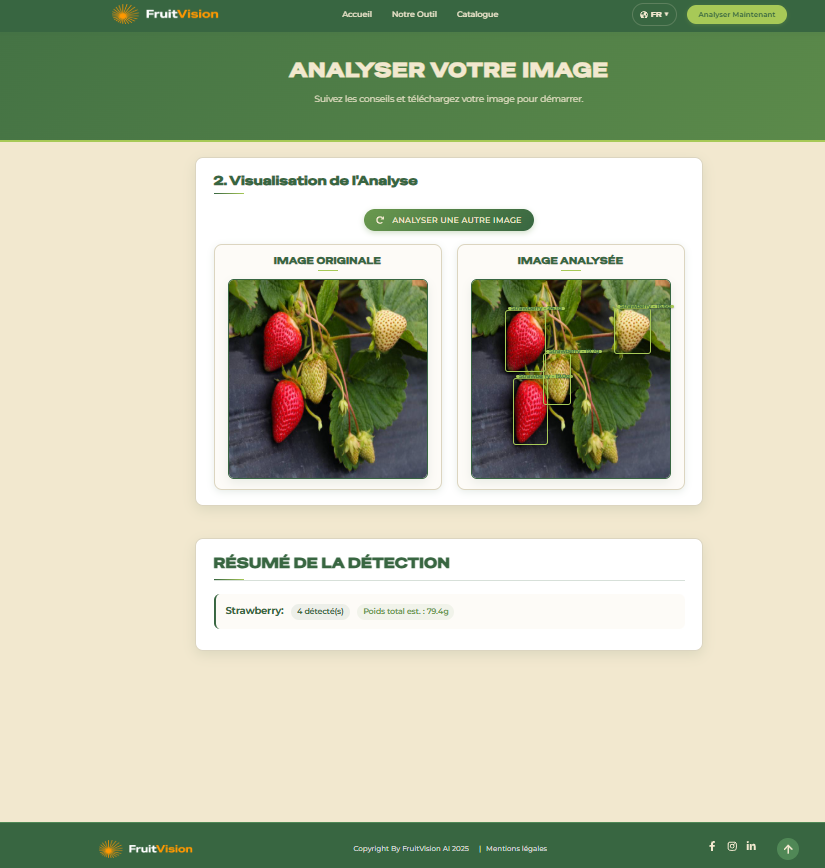 FruitVision
Accueil Notre Outil Catalogue
FR
Analyser Maintenant
ANALYSER VOTRE IMAGE
Suivez les conseils et téléchargez votre image pour démarrer.
2. Visualisation de l'Analyse
ANALYSER UNE AUTRE IMAGE
IMAGE ORIGINALE
IMAGE ANALYSÉE
RÉSUMÉ DE LA DÉTECTION
Strawberry: 4 détecté(s) Poids total est. : 79.4g
FruitVision
Copyright By FruitVision AI 2025 | Mentions légales